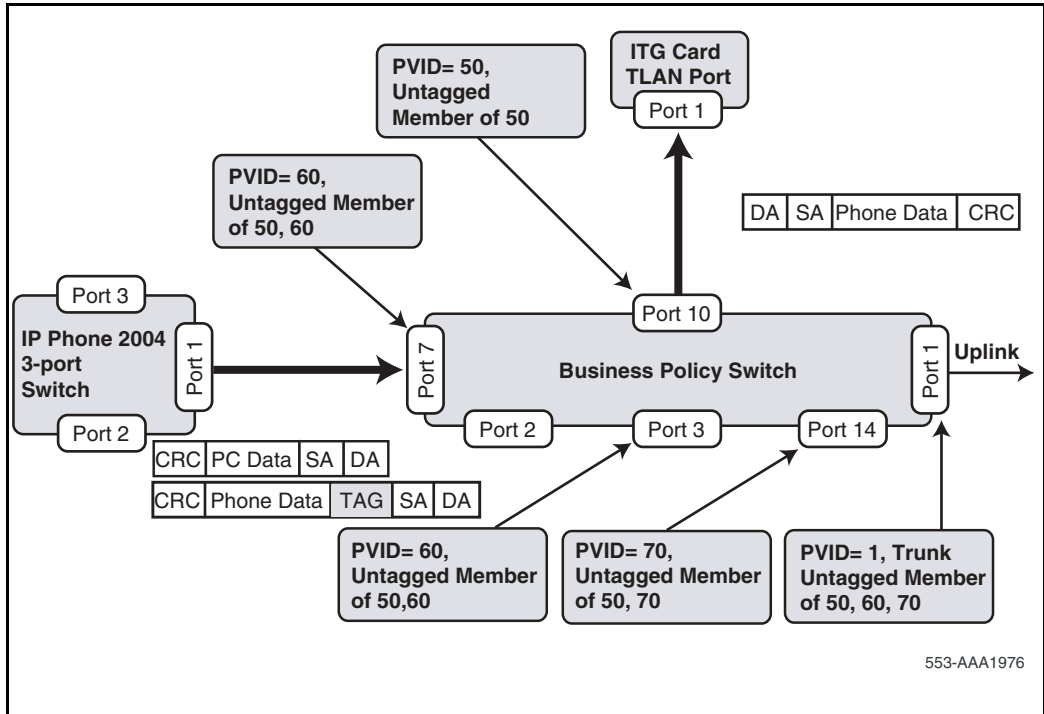 PVID= 50,
Untagged
Member of 50
ITG Card
TLAN Port
Port 1
PVID= 60,
Untagged Member
of 50, 60
DA SA Phone Data CRC
Port 3
IP Phone 2004
3-port
Switch
Port 1
Port 2
Port 10
Port 7
Business Policy Switch
Port 1
Uplink
Port 2
Port 3
Port 14
CRC PC Data SA DA
CRC Phone Data TAG SA DA
PVID= 60,
Untagged Member
of 50,60
PVID= 70,
Untagged Member
of 50, 70
PVID= 1, Trunk
Untagged Member
of 50, 60, 70
553-AAA1976